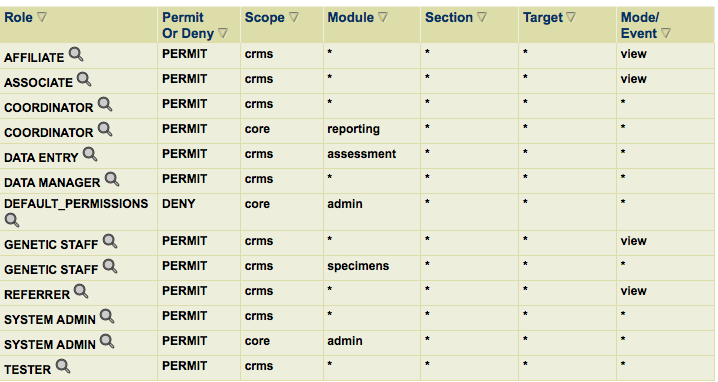 Role Permit Or Deny Scope Module Section Target Mode/ Event
AFFILIATE PERMIT crms * * * view
ASSOCIATE PERMIT crms * * * view
COORDINATOR PERMIT crms * * * *
COORDINATOR PERMIT core reporting * * *
DATA ENTRY PERMIT crms assessment * * *
DATA MANAGER PERMIT crms * * * *
DEFAULT_PERMISSIONS DENY core admin * * *
GENETIC STAFF PERMIT crms * * * view
GENETIC STAFF PERMIT crms specimens * * *
REFERRER PERMIT crms * * * view
SYSTEM ADMIN PERMIT crms * * * *
SYSTEM ADMIN PERMIT core admin * * *
TESTER PERMIT crms * * * *